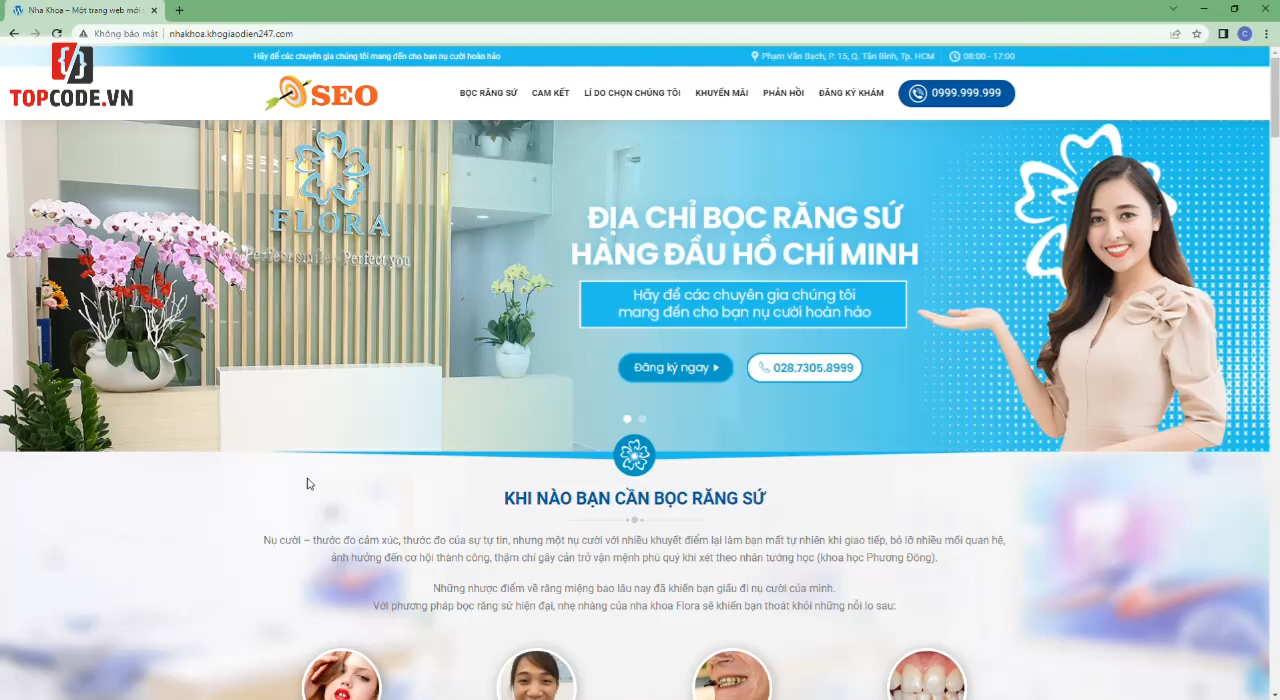 Nha Khoa – Một trang web mới
Không bảo mật
nhakhoa.khogiaodien247.com
C
TOPCODE.VN
Hãy để các chuyên gia chúng tôi mang đến cho bạn nụ cười hoàn hảo
Phạm Văn Bạch, P. 15, Q. Tân Bình, Tp. HCM
08:00 - 17:00
SEO
BỌC RĂNG SỨ
CAM KẾT
LÍ DO CHỌN CHÚNG TÔI
KHUYẾN MÃI
PHẢN HỒI
ĐĂNG KÝ KHÁM
0999.999.999
FLORA
Perfect smile - Perfect you
ĐỊA CHỈ BỌC RĂNG SỨ
HÀNG ĐẦU HỒ CHÍ MINH
Hãy để các chuyên gia chúng tôi
mang đến cho bạn nụ cười hoàn hảo
Đăng ký ngay
028.7305.8999
KHI NÀO BẠN CẦN BỌC RĂNG SỨ
Nụ cười – thước đo cảm xúc, thước đo của sự tự tin, nhưng một nụ cười với nhiều khuyết điểm lại làm bạn mất tự nhiên khi giao tiếp, bỏ lỡ nhiều mối quan hệ,
ảnh hưởng đến cơ hội thành công, thậm chí gây cản trở vận mệnh phú quý khi xét theo nhân tướng học (khoa học Phương Đông).
Những nhược điểm về răng miệng bao lâu nay đã khiến bạn giấu đi nụ cười của mình.
Với phương pháp bọc răng sứ hiện đại, nhẹ nhàng của nha khoa Flora sẽ khiến bạn thoát khỏi những nỗi lo sau: